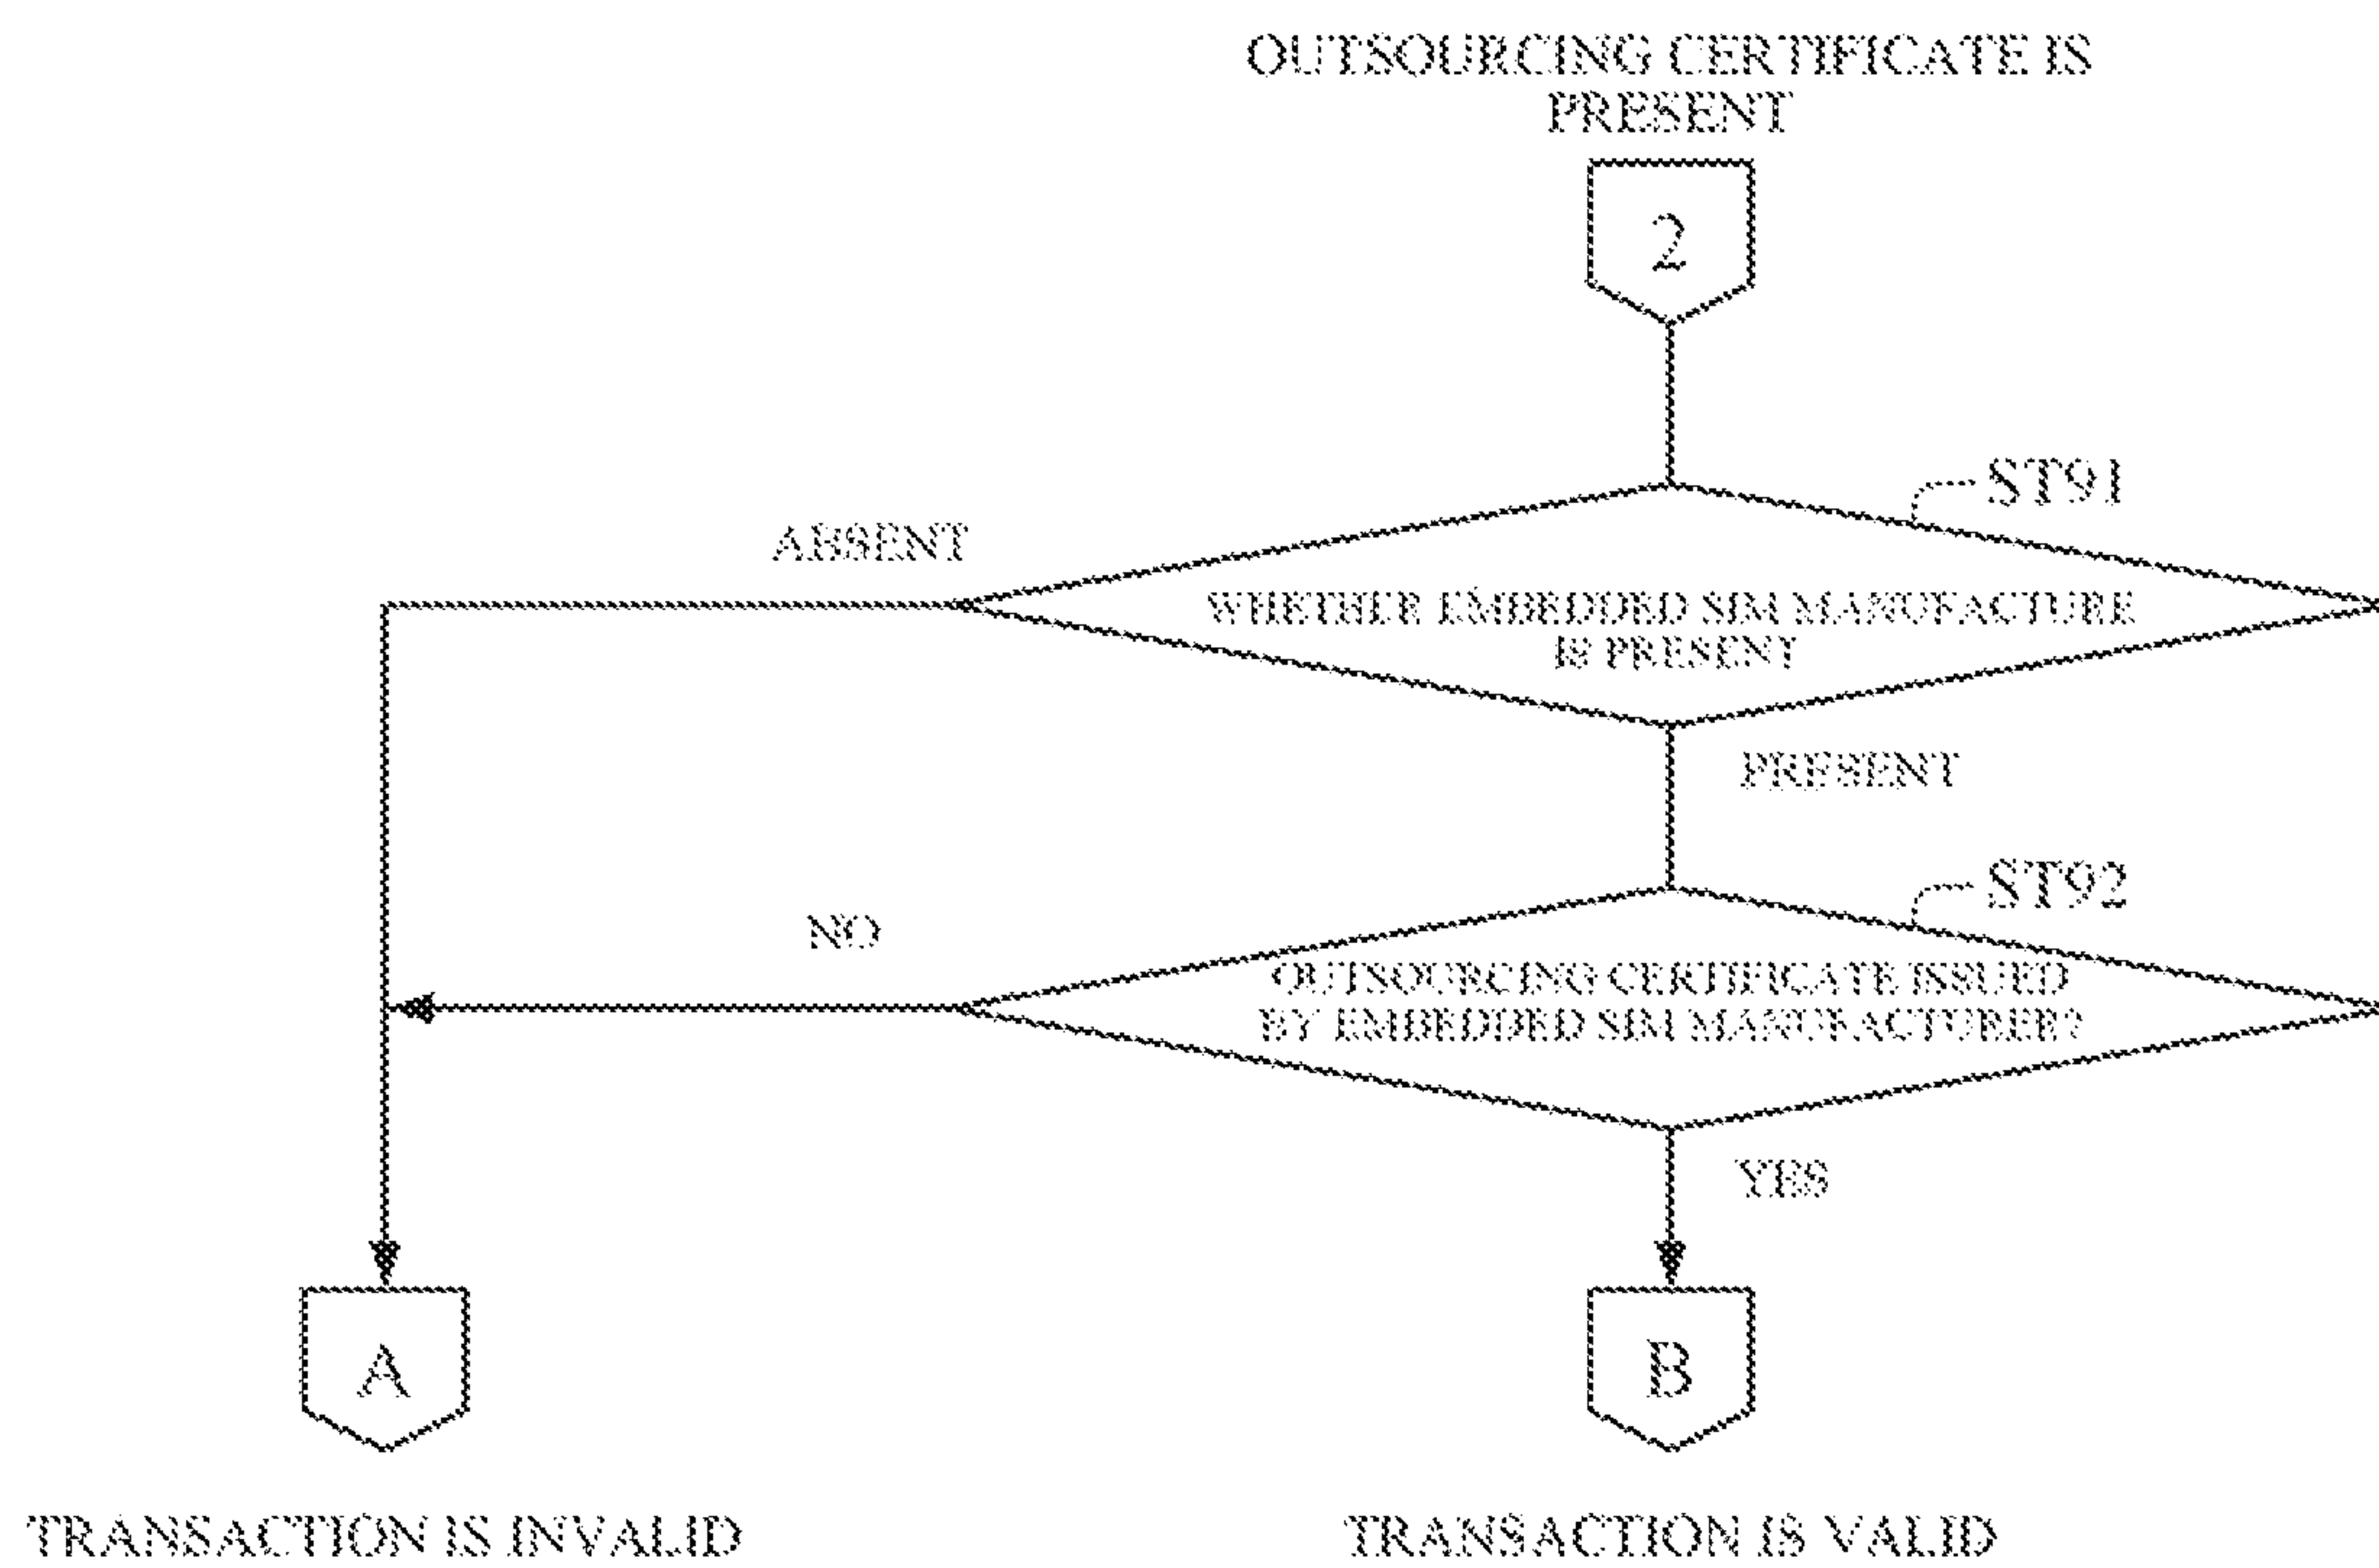 OUTSOURCING CERTIFICATE IS
PRESENT
2
ST91
ABSENT
WHETHER EMBEDDED SIM MANUFACTURE
IS PRESENT
PRESENT
ST92
NO
OUTSOURCING CERTIFICATE ISSUED
BY EMBEDDED SIM MANUFACTURER?
YES
A
B
TRANSACTION IS INVALID
TRANSACTION IS VALID